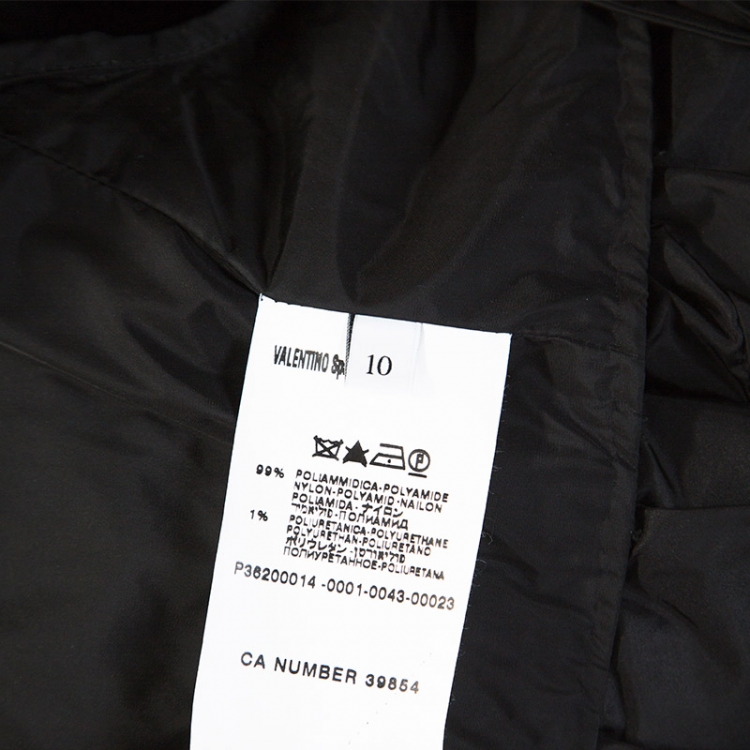 VALENTINO Sp
10
99% POLIAMMIDICA-POLYAMIDE
NYLON-POLYAMID-NAILON
POLIAMIDA-ナイロン
ПОЛИАМИД
1% POLIURETANICA-POLYURETHANE
POLYURETHAN-POLIURETANO
ポリウレタン
ПОЛИУРЕТАННОЕ-POLIURETANA
P36200014 -0001-0043-00023
CA NUMBER 39854